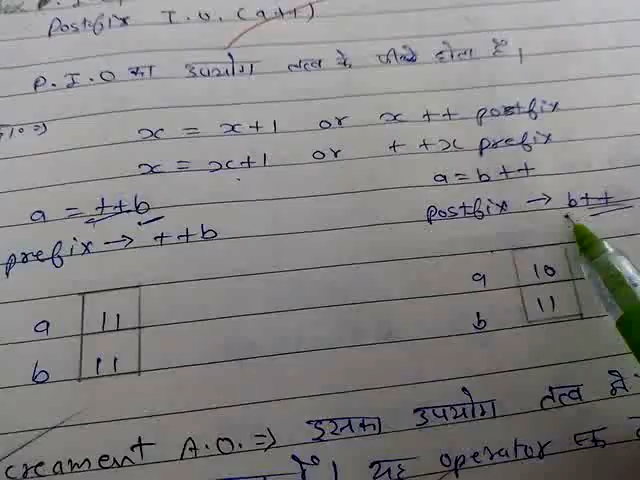 Postfix I.O. (a++)
P.I.O का उपयोग तत्व के पीछे होता है।
x = x+1 or x ++ postfix
x = x+1 or + +x prefix
a = b++
a = ++b
postfix → b++
prefix → ++b
a 10
b 11
a 11
b 11
creament A.O. ⇒ इसका उपयोग तत्व मे
है। यह operator एक